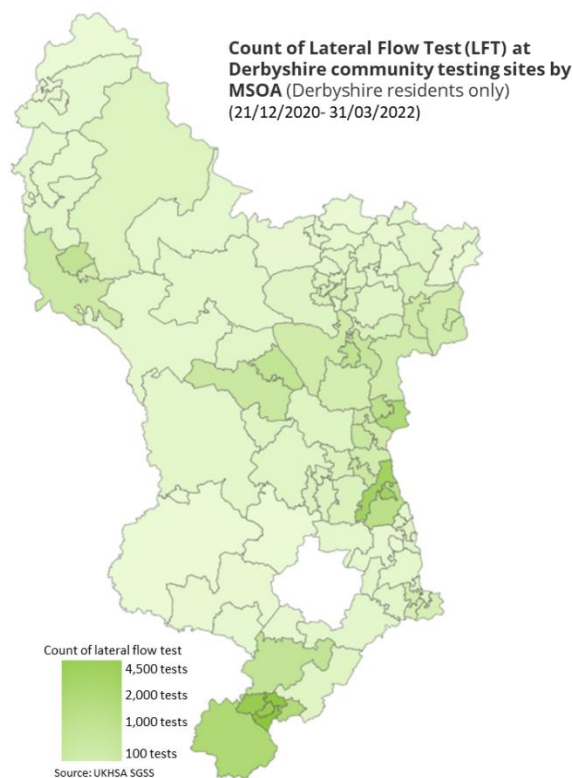 Count of Lateral Flow Test (LFT) at
Derbyshire community testing sites by
MSOA (Derbyshire residents only)
(21/12/2020- 31/03/2022)
Count of lateral flow test
4,500 tests
2,000 tests
1,000 tests
100 tests
Source: UKHSA SGSS